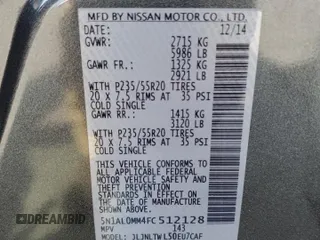 MFD BY NISSAN MOTOR CO., LTD.
DATE: 12/14
GVWR: 2715 KG
5986 LB
GAWR FR.: 1325 KG
2921 LB
WITH P235/55R20 TIRES
20 X 7.5 RIMS AT 35 PSI
COLD SINGLE
GAWR RR.: 1415 KG
3120 LB
WITH P235/55R20 TIRES
20 X 7.5 RIMS AT 35 PSI
COLD SINGLE
THIS VEHICLE CONFORMS TO ALL
APPLICABLE U.S. FEDERAL MOTOR
VEHICLE SAFETY STANDARDS IN
EFFECT ON THE DATE OF
MANUFACTURE SHOWN ABOVE.
5N1AL0MM4FC512128
MPV 143
MODEL: JLJNLTWL50EU7CAF
DREAMBID